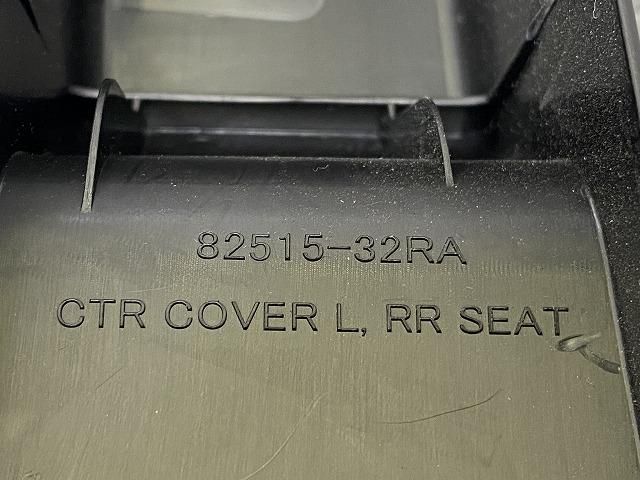 82515-32RA
CTR COVER L, RR SEAT